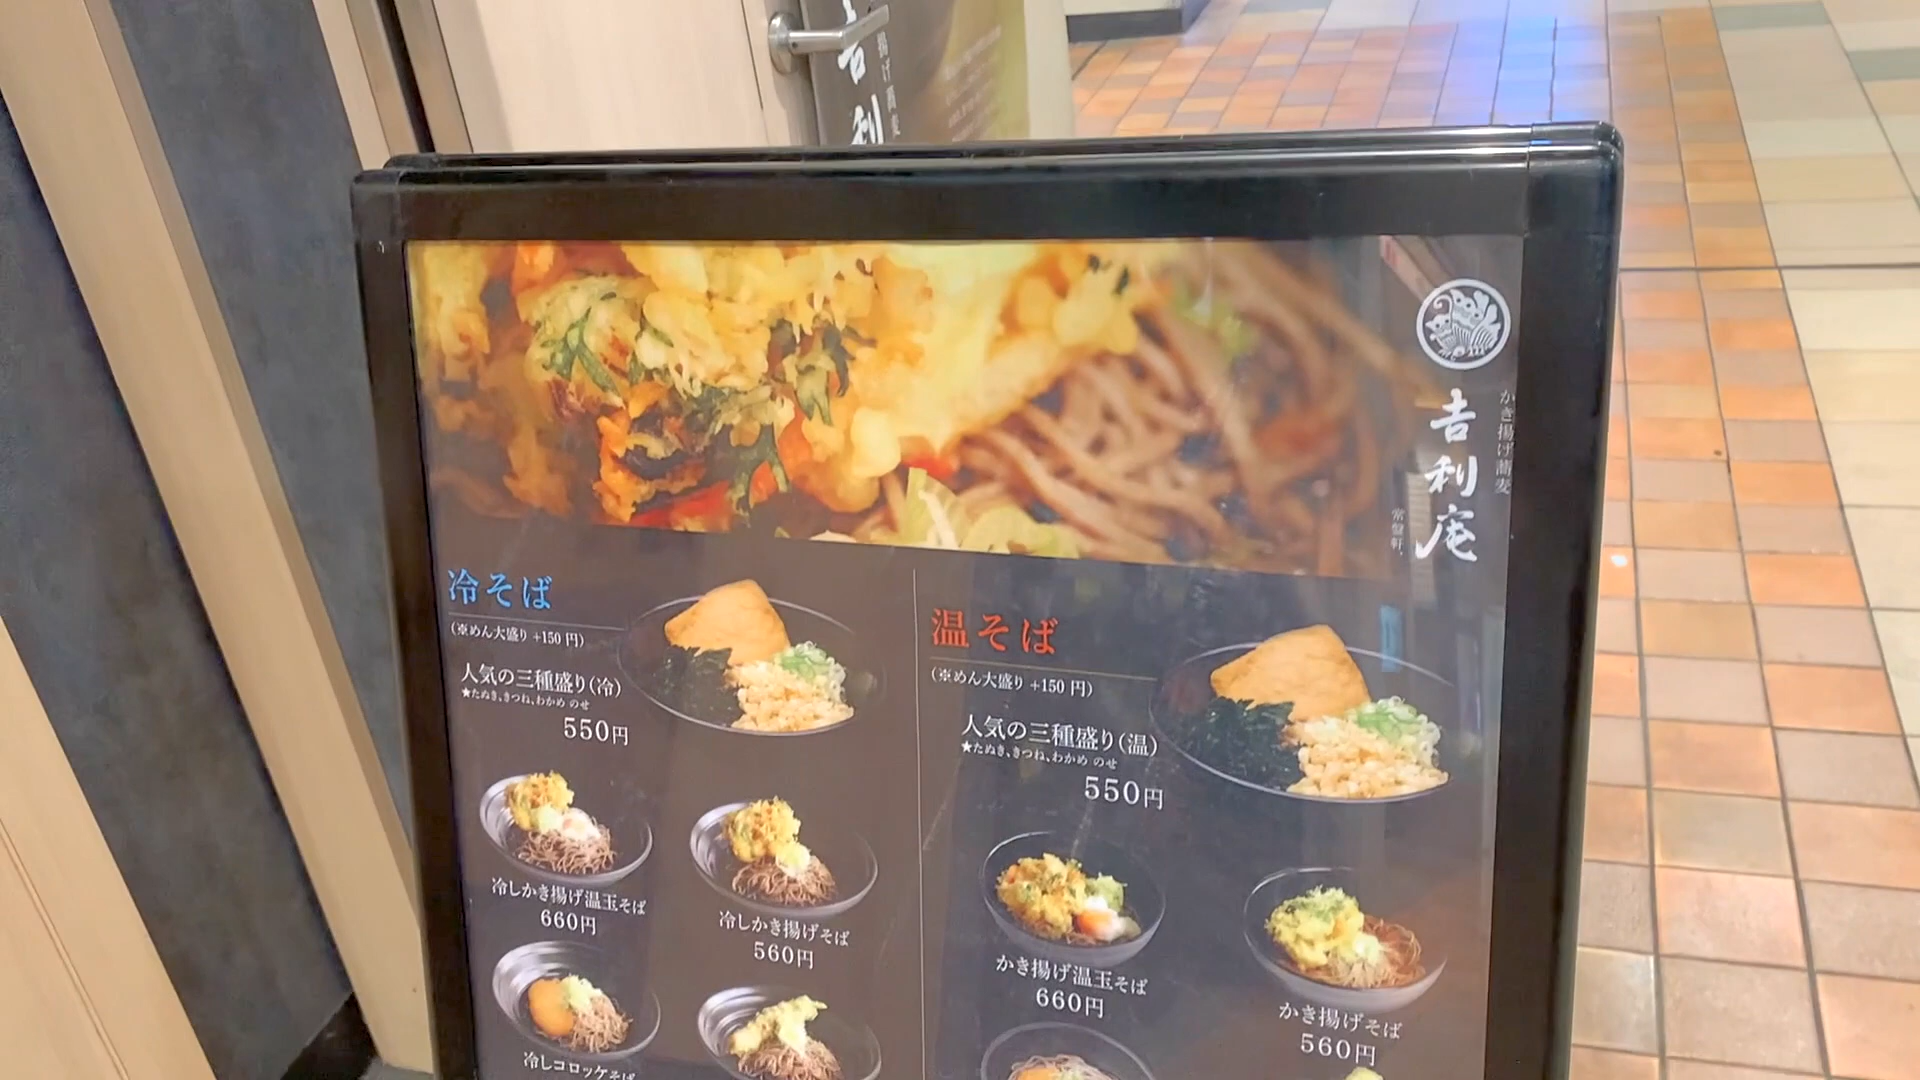 吉利
揚げ蕎麦
かき揚げ蕎麦
吉利庵
常盤軒
冷そば
(※めん大盛り +150 円)
人気の三種盛り(冷)
★たぬき、きつね、わかめ のせ
550円
冷しかき揚げ温玉そば
660円
冷しかき揚げそば
560円
冷しコロッケそば
温そば
(※めん大盛り +150 円)
人気の三種盛り(温)
★たぬき、きつね、わかめ のせ
550円
かき揚げ温玉そば
660円
かき揚げそば
560円